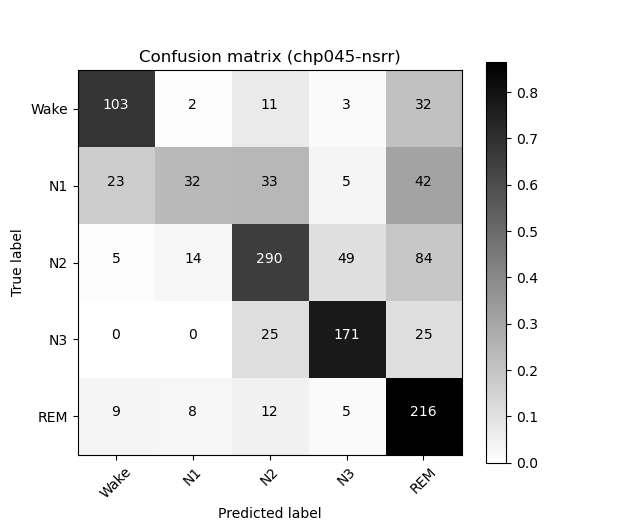 Confusion matrix (chp045-nsrr)
True label
Wake 103 2 11 3 32
N1 23 32 33 5 42
N2 5 14 290 49 84
N3 0 0 25 171 25
REM 9 8 12 5 216
Wake N1 N2 N3 REM
Predicted label
0.8
0.7
0.6
0.5
0.4
0.3
0.2
0.1
0.0